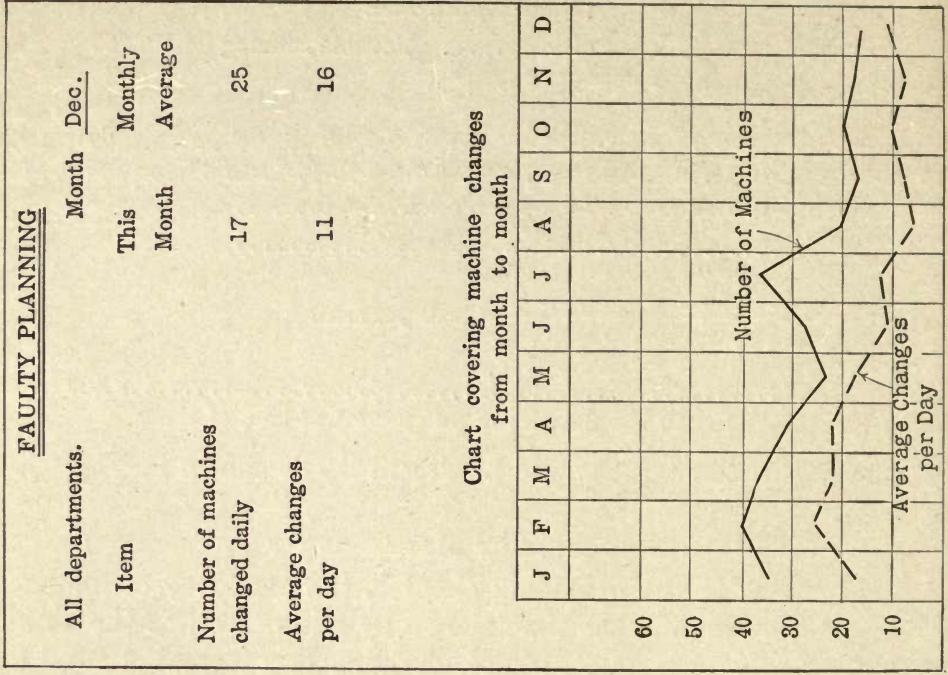 FAULTY PLANNING
All departments. Month Dec.
Item This Monthly
Month Average
Number of machines
changed daily 17 25
Average changes
per day 11 16
Chart covering machine changes
from month to month
J F M A M J J A S O N D
60
50
40
30
20
10
Number of Machines
Average Changes
per Day